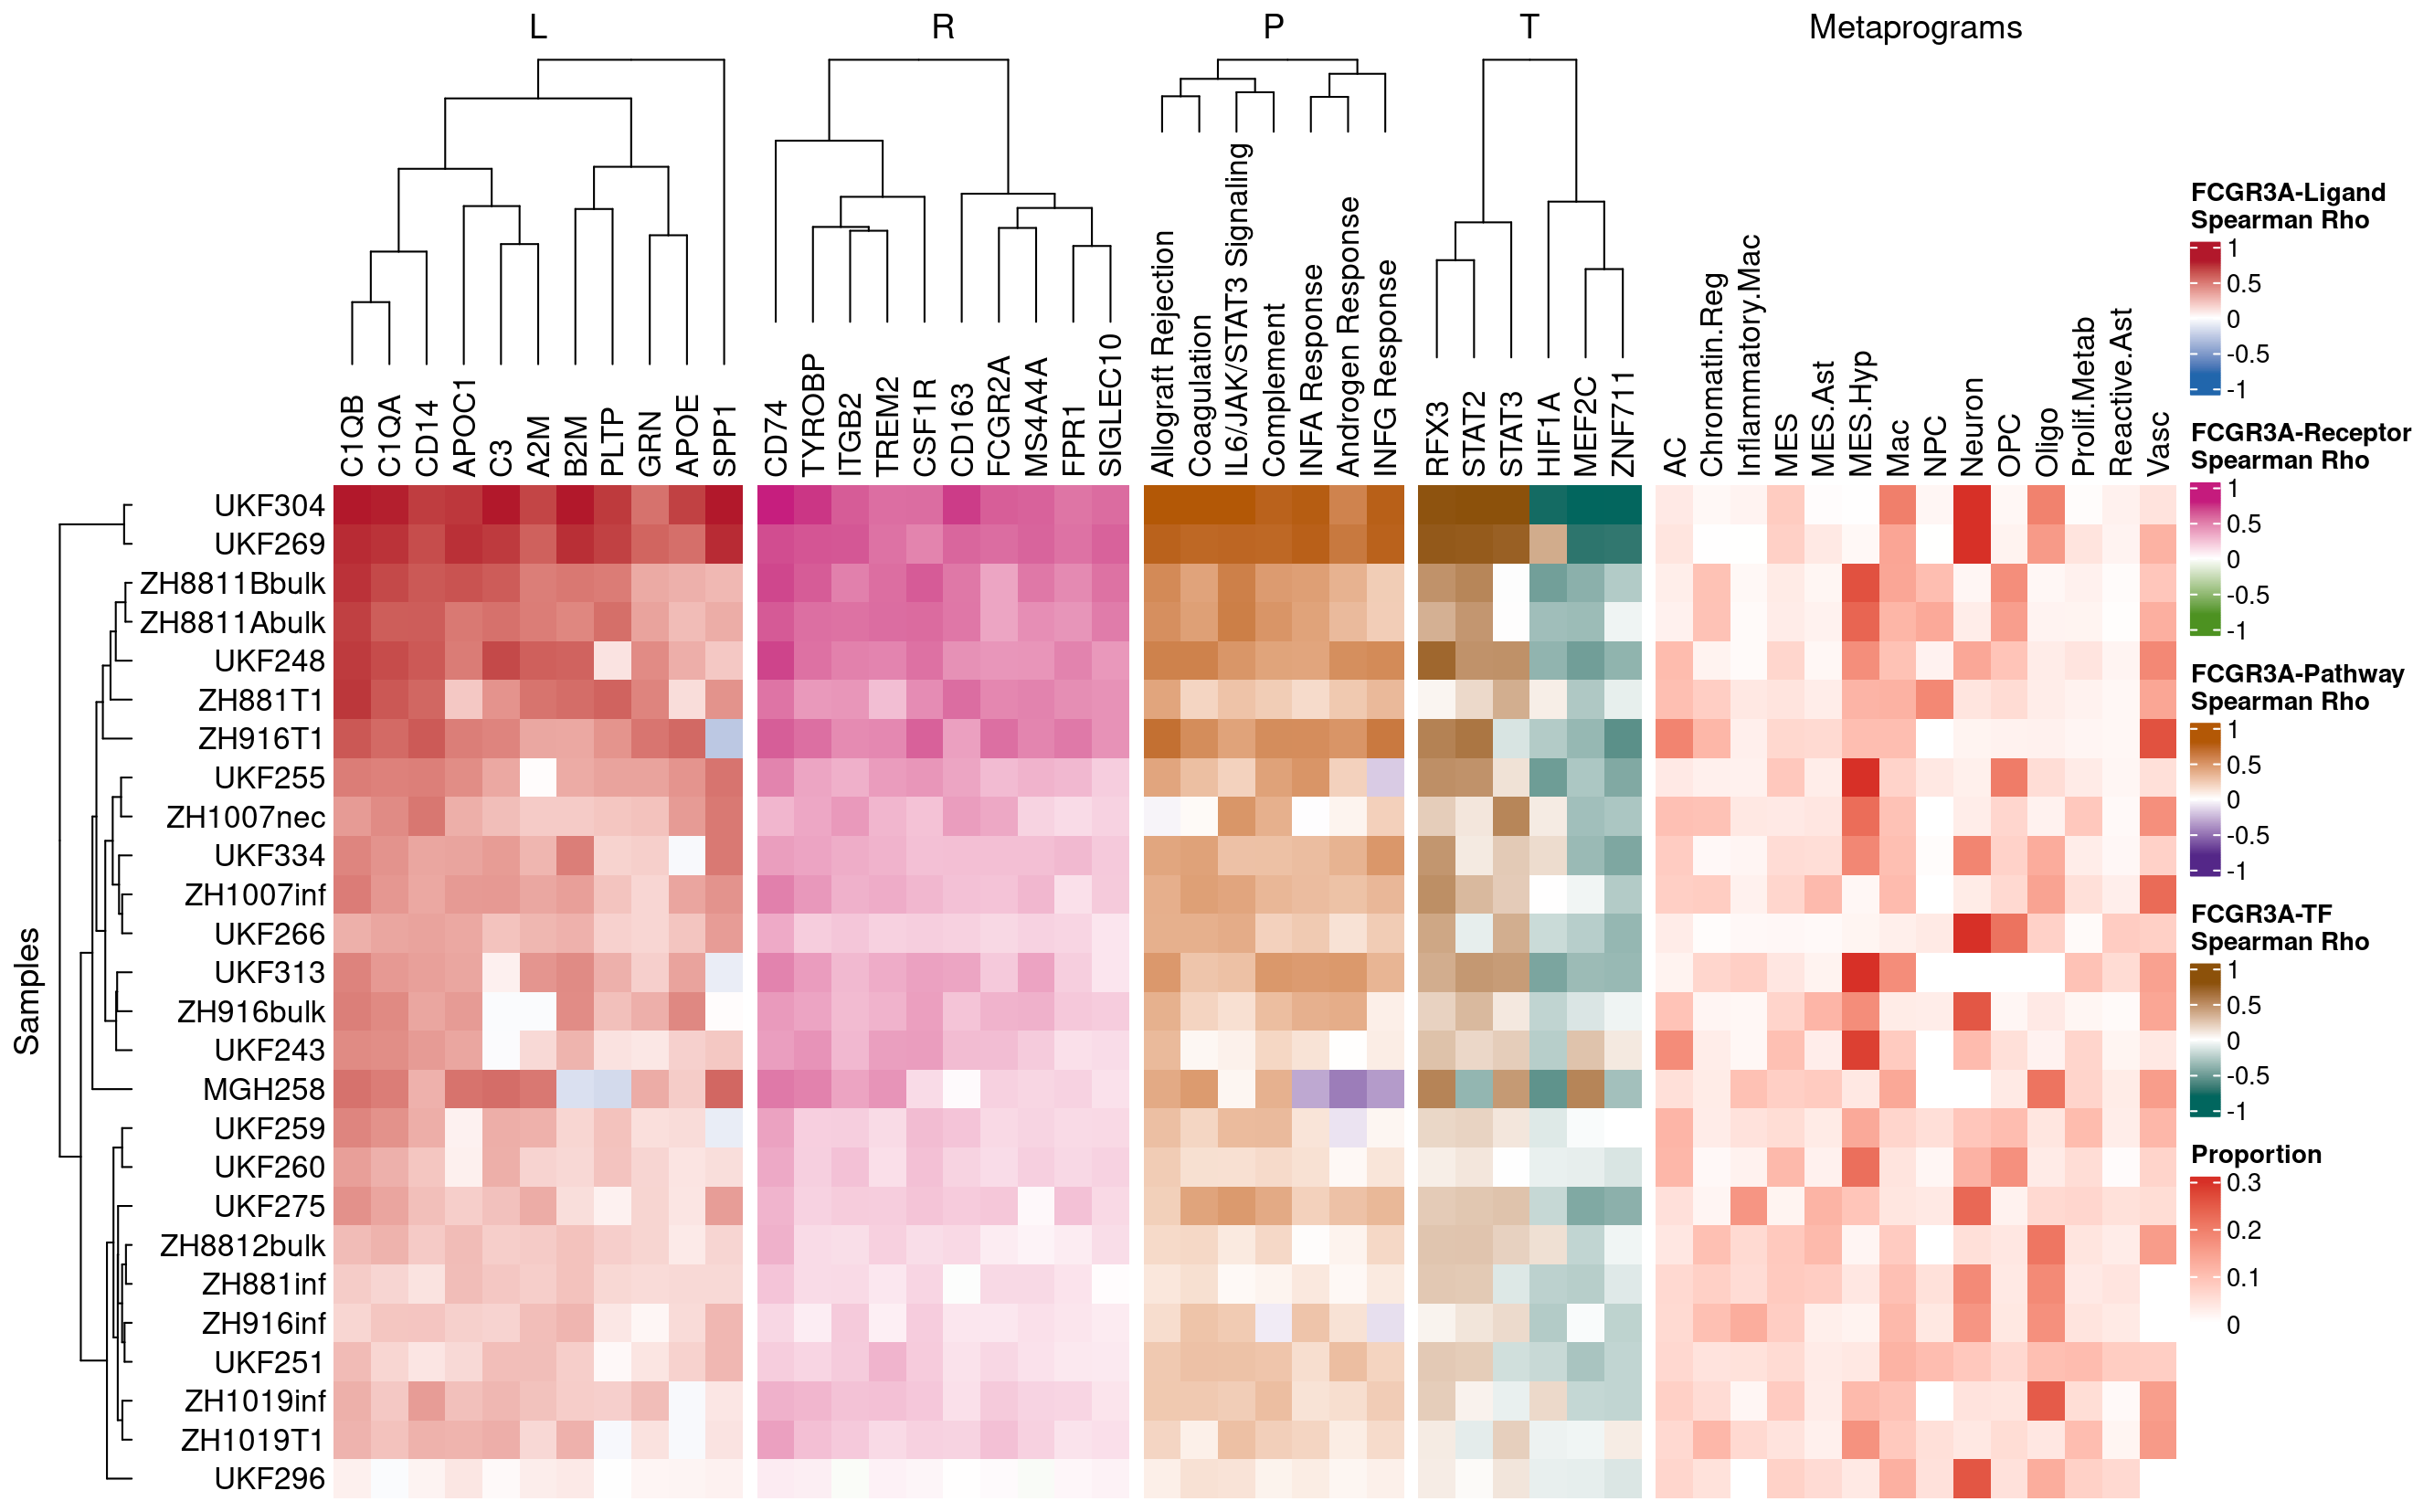 L
R
P
T
Metaprograms
C1QB
C1QA
CD14
APOC1
C3
A2M
B2M
PLTP
GRN
APOE
SPP1
CD74
TYROBP
ITGB2
TREM2
CSF1R
CD163
FCGR2A
MS4A4A
FPR1
SIGLEC10
Allograft Rejection
Coagulation
IL6/JAK/STAT3 Signaling
Complement
INFA Response
Androgen Response
INFG Response
RFX3
STAT2
STAT3
HIF1A
MEF2C
ZNF711
AC
Chromatin.Reg
Inflammatory.Mac
MES
MES.Ast
MES.Hyp
Mac
NPC
Neuron
OPC
Oligo
Prolif.Metab
Reactive.Ast
Vasc
Samples
UKF304
UKF269
ZH8811Bbulk
ZH8811Abulk
UKF248
ZH881T1
ZH916T1
UKF255
ZH1007nec
UKF334
ZH1007inf
UKF266
UKF313
ZH916bulk
UKF243
MGH258
UKF259
UKF260
UKF275
ZH8812bulk
ZH881inf
ZH916inf
UKF251
ZH1019inf
ZH1019T1
UKF296
FCGR3A-Ligand
Spearman Rho
1
0.5
0
-0.5
-1
FCGR3A-Receptor
Spearman Rho
1
0.5
0
-0.5
-1
FCGR3A-Pathway
Spearman Rho
1
0.5
0
-0.5
-1
FCGR3A-TF
Spearman Rho
1
0.5
0
-0.5
-1
Proportion
0.3
0.2
0.1
0